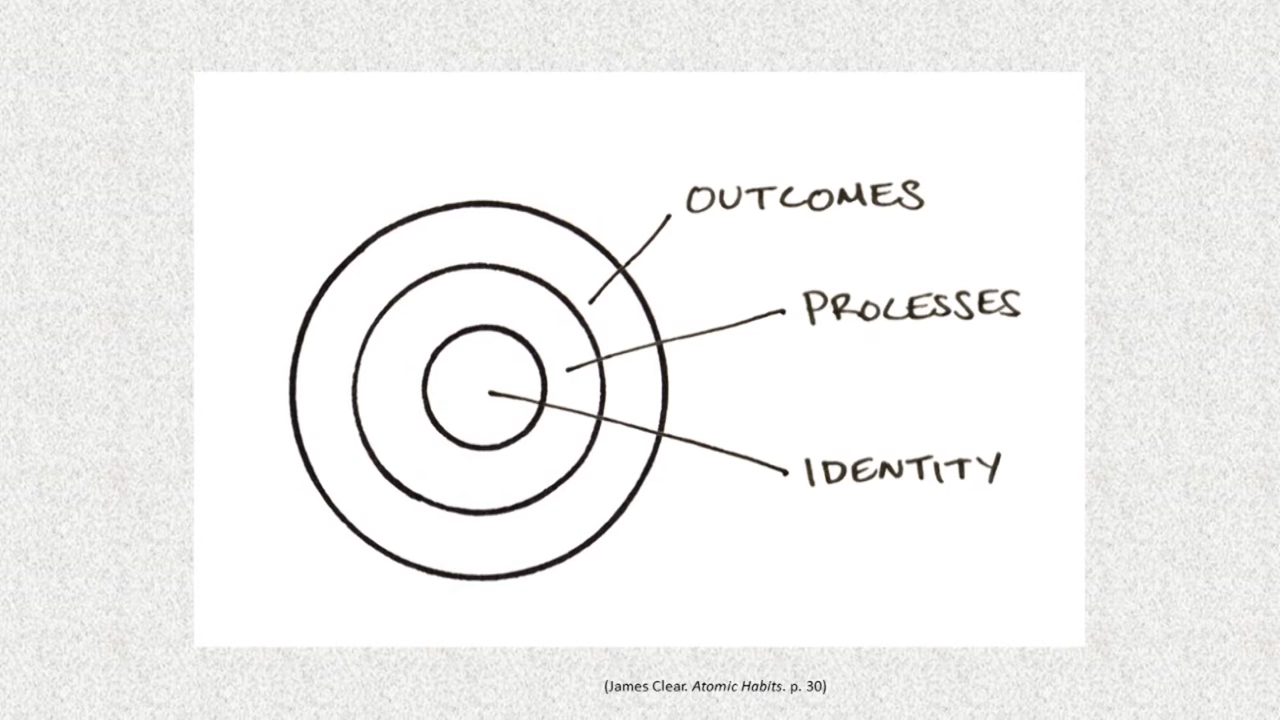 OUTCOMES
PROCESSES
IDENTITY
(James Clear. Atomic Habits. p. 30)